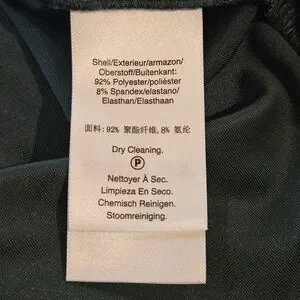 Shell/Exterieur/armazon/
Oberstoff/Buitenkant:
92% Polyester/poliéster
8% Spandex/elastano/
Elasthan/Elasthaan
面料: 92% 聚酯纤维, 8% 氨纶
Dry Cleaning.
P
Nettoyer À Sec.
Limpieza En Seco.
Chemisch Reinigen.
Stoomreiniging.